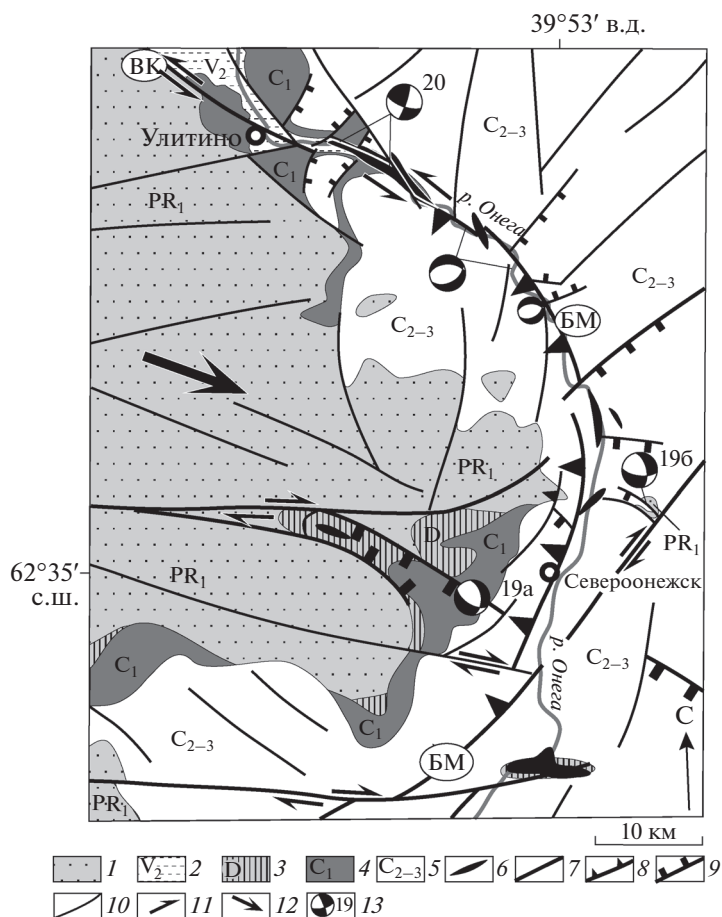 39°53′ в.д.
ВК
V₂
C₁
20
Улитино
C₁
C₂₋₃
р. Онега
PR₁
C₂₋₃
C₂₋₃
БМ
PR₁
19б
D
C₁
PR₁
62°35′
с.ш.
PR₁
19а
Североонежск
C₁
C₂₋₃
р. Онега
C₁
C₂₋₃
С
БМ
PR₁
10 км
1 V₂ 2 D 3 C₁ 4 C₂₋₃ 5 6 7 8 9
10 11 12 19 13